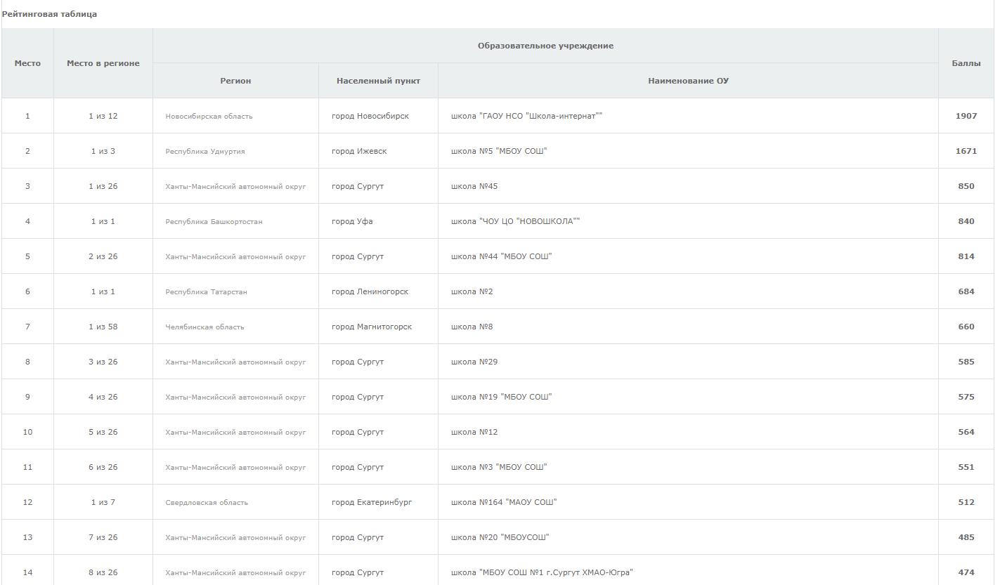 Рейтинговая таблица
Место Место в регионе Образовательное учреждение Баллы
Регион Населенный пункт Наименование ОУ
1 1 из 12 Новосибирская область город Новосибирск школа "ГАОУ НСО "Школа-интернат"" 1907
2 1 из 3 Республика Удмуртия город Ижевск школа №5 "МБОУ СОШ" 1671
3 1 из 26 Ханты-Мансийский автономный округ город Сургут школа №45 850
4 1 из 1 Республика Башкортостан город Уфа школа "ЧОУ ЦО "НОВОШКОЛА"" 840
5 2 из 26 Ханты-Мансийский автономный округ город Сургут школа №44 "МБОУ СОШ" 814
6 1 из 1 Республика Татарстан город Лениногорск школа №2 684
7 1 из 58 Челябинская область город Магнитогорск школа №8 660
8 3 из 26 Ханты-Мансийский автономный округ город Сургут школа №29 585
9 4 из 26 Ханты-Мансийский автономный округ город Сургут школа №19 "МБОУ СОШ" 575
10 5 из 26 Ханты-Мансийский автономный округ город Сургут школа №12 564
11 6 из 26 Ханты-Мансийский автономный округ город Сургут школа №3 "МБОУ СОШ" 551
12 1 из 7 Свердловская область город Екатеринбург школа №164 "МАОУ СОШ" 512
13 7 из 26 Ханты-Мансийский автономный округ город Сургут школа №20 "МБОУСОШ" 485
14 8 из 26 Ханты-Мансийский автономный округ город Сургут школа "МБОУ СОШ №1 г.Сургут ХМАО-Югра" 474